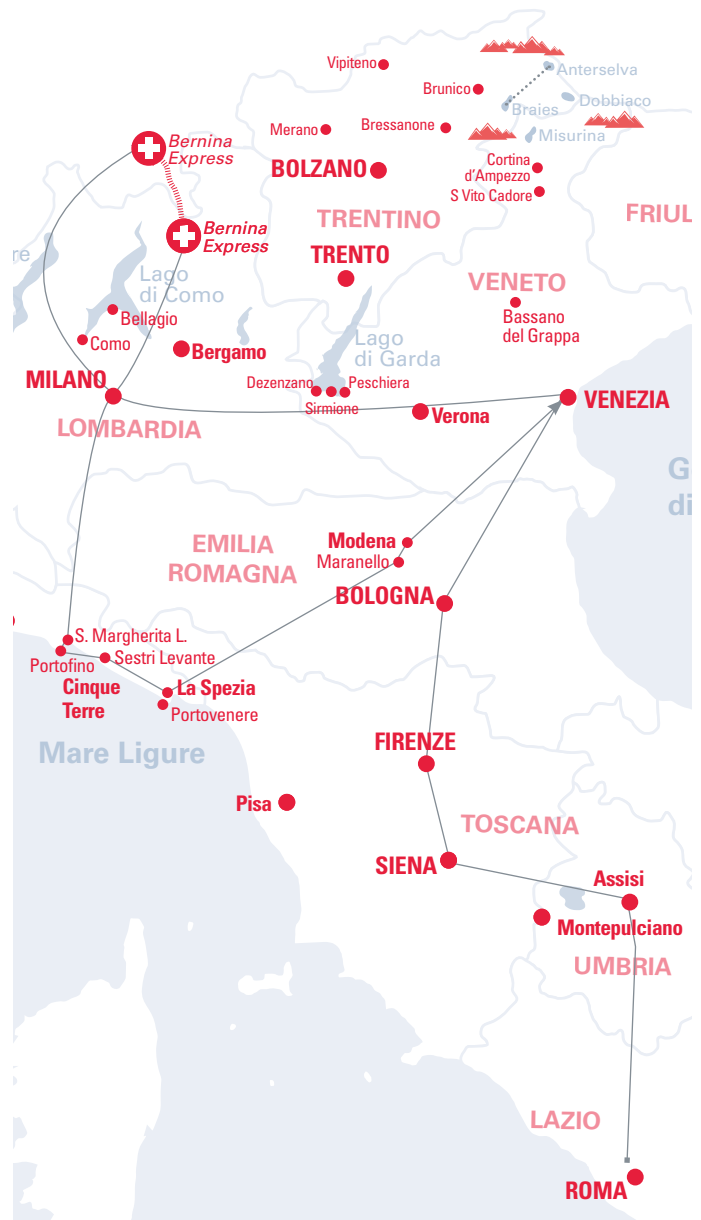 Vipiteno
Anterselva
Brunico
Dobbiaco
Braies
Merano
Bressanone
Misurina
Bernina
Express
BOLZANO
Cortina
d'Ampezzo
S Vito Cadore
TRENTINO
FRIUL
Bernina
Express
re
TRENTO
Lago
di Como
VENETO
Bellagio
Bassano
del Grappa
Como
Bergamo
Lago
di Garda
MILANO
Dezenzano
Peschiera
Sirmione
Verona
VENEZIA
LOMBARDIA
G
di
EMILIA
ROMAGNA
Modena
Maranello
BOLOGNA
S. Margherita L.
Portofino
Sestri Levante
Cinque
Terre
La Spezia
Portovenere
Mare Ligure
FIRENZE
Pisa
TOSCANA
SIENA
Assisi
Montepulciano
UMBRIA
LAZIO
ROMA